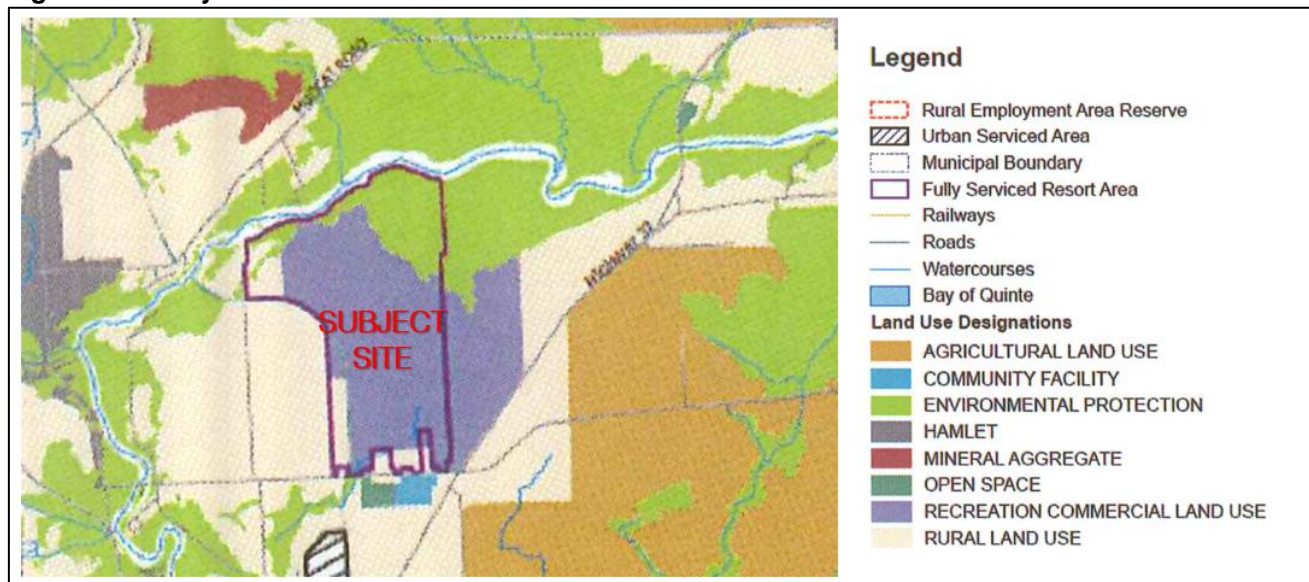 SUBJECT
SITE
Legend
Rural Employment Area Reserve
Urban Serviced Area
Municipal Boundary
Fully Serviced Resort Area
Railways
Roads
Watercourses
Bay of Quinte
Land Use Designations
AGRICULTURAL LAND USE
COMMUNITY FACILITY
ENVIRONMENTAL PROTECTION
HAMLET
MINERAL AGGREGATE
OPEN SPACE
RECREATION COMMERCIAL LAND USE
RURAL LAND USE